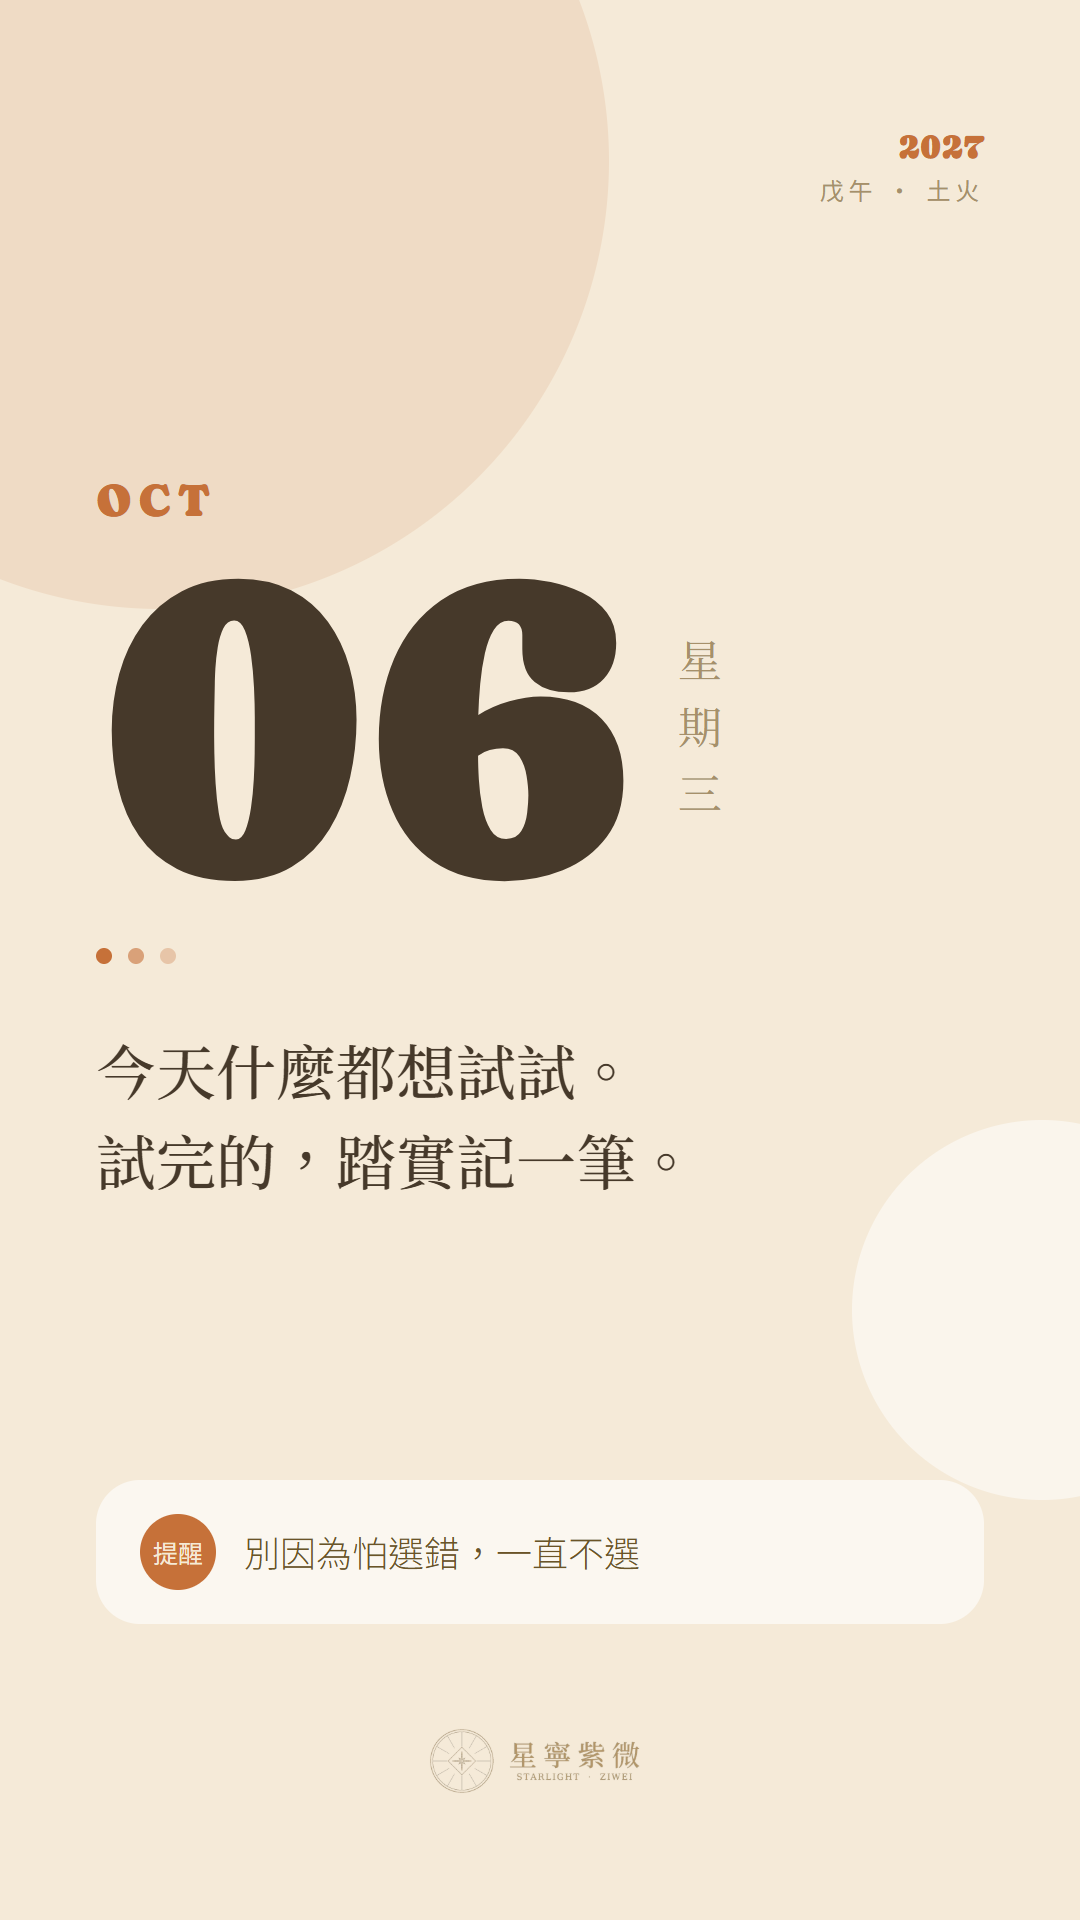 2027
戊午 · 土火
OCT
06
星期三
今天什麼都想試試。
試完的，踏實記一筆。
提醒
別因為怕選錯，一直不選
星寧紫微
STARLIGHT · ZIWEI